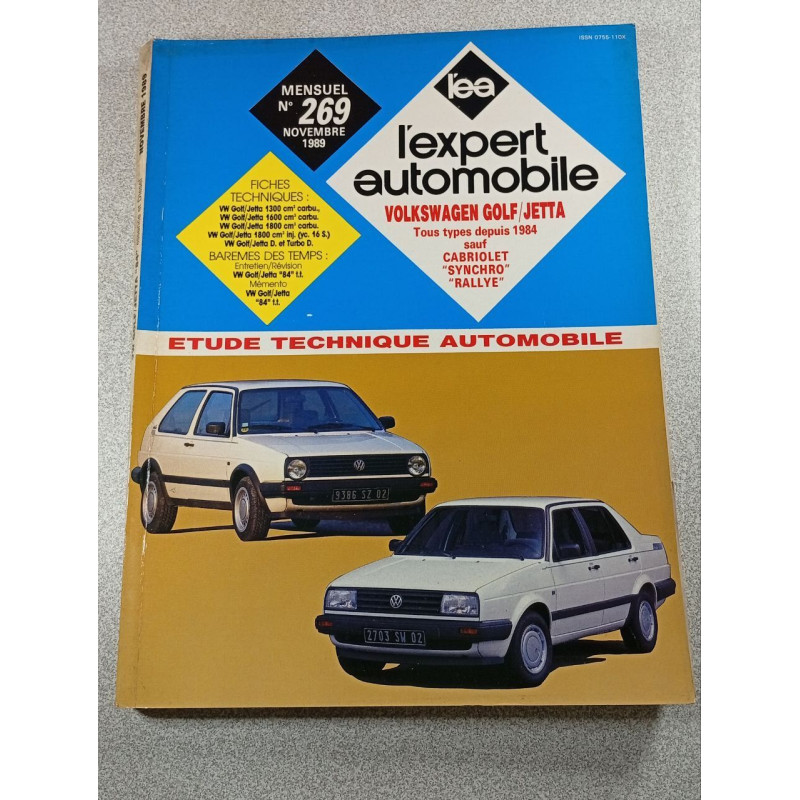 ISSN 0755-110X
NOVEMBRE 1989
MENSUEL
N° 269
NOVEMBRE
1989
l'ea
l'expert
automobile
VOLKSWAGEN GOLF/JETTA
Tous types depuis 1984
sauf
CABRIOLET
"SYNCHRO"
"RALLYE"
FICHES
TECHNIQUES :
VW Golf/Jetta 1300 cm³ carbu.,
VW Golf/Jetta 1600 cm³ carbu.
VW Golf/Jetta 1800 cm³ carbu.
VW Golf/Jetta 1800 cm³ inj. (yc. 16 S.)
VW Golf/Jetta D. et Turbo D.
BAREMES DES TEMPS :
Entretien/Révision
VW Golf/Jetta "84" t.t.
Mémento
VW Golf/Jetta
"84" t.t.
ETUDE TECHNIQUE AUTOMOBILE
9386 SZ 02
2703 SW 02